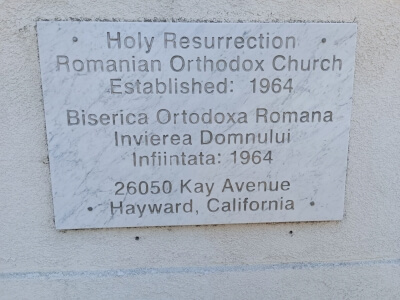 Holy Resurrection
Romanian Orthodox Church
Established: 1964
Biserica Ortodoxa Romana
Invierea Domnului
Infiintata: 1964
26050 Kay Avenue
Hayward, California